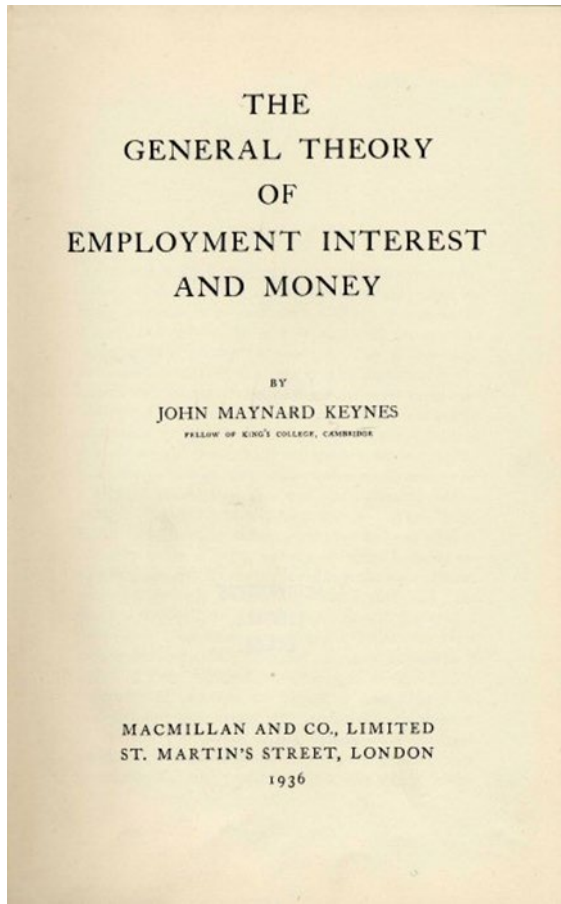 THE
GENERAL THEORY
OF
EMPLOYMENT INTEREST
AND MONEY
BY
JOHN MAYNARD KEYNES
FELLOW OF KING'S COLLEGE, CAMBRIDGE
MACMILLAN AND CO., LIMITED
ST. MARTIN'S STREET, LONDON
1936